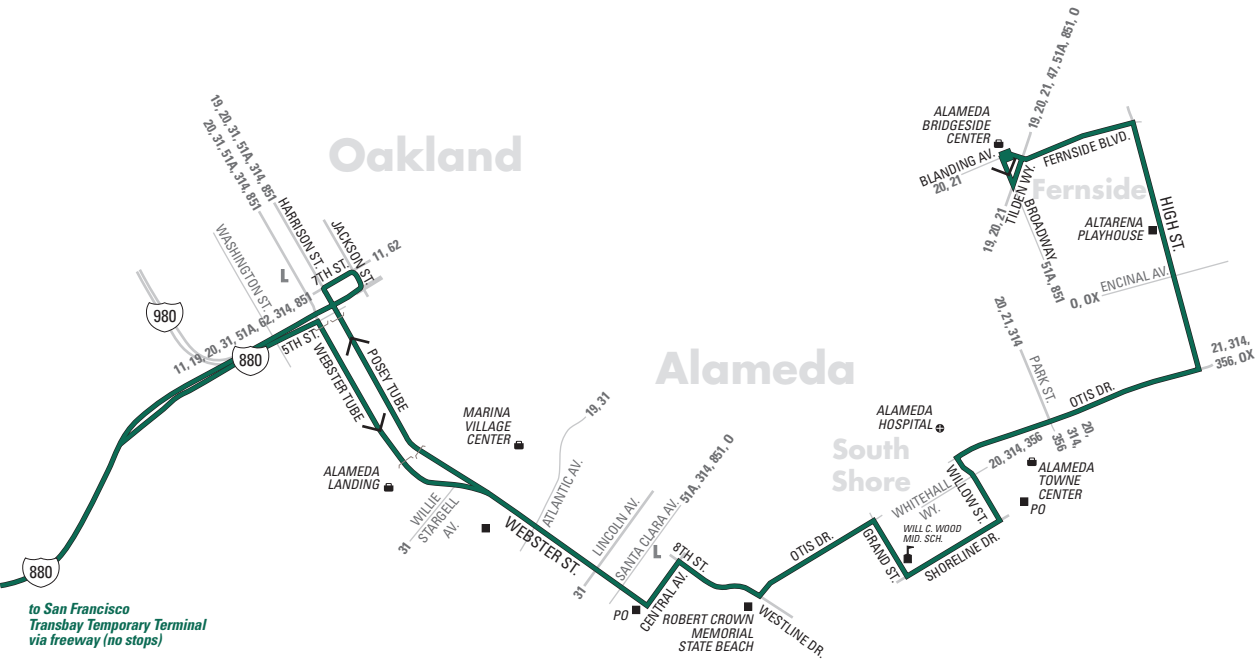 19, 20, 21, 47, 51A, 851, O
ALAMEDA
BRIDGESIDE
CENTER
BLANDING AV.
20, 21
FERNSIDE BLVD.
Fernside
TILDEN WY.
19, 20, 21
BROADWAY
51A, 851
HIGH ST.
ALTARENA
PLAYHOUSE
O, OX
ENCINAL AV.
21, 314,
356, OX
Oakland
19, 20, 31, 51A, 314, 851
20, 31, 51A, 314, 851
HARRISON ST.
JACKSON ST.
WASHINGTON ST.
7TH ST.
11, 62
L
980
11, 19, 20, 31, 51A, 62, 314, 851
880
5TH ST.
WEBSTER TUBE
POSEY TUBE
Alameda
20, 21, 314
PARK ST.
OTIS DR.
20,
314,
356
20, 314, 356
MARINA
VILLAGE
CENTER
19, 31
ALAMEDA
HOSPITAL
South
Shore
ALAMEDA
TOWNE
CENTER
PO
ALAMEDA
LANDING
WILLIE
STARGELL
AV.
31
ATLANTIC AV.
WEBSTER ST.
LINCOLN AV.
31
SANTA CLARA AV.
51A, 314, 851, O
L
WHITEHALL
WY.
WILLOW ST.
WILL C. WOOD
MID. SCH.
GRAND ST.
SHORELINE DR.
OTIS DR.
8TH ST.
CENTRAL AV.
PO
ROBERT CROWN
MEMORIAL
STATE BEACH
WESTLINE DR.
880
to San Francisco
Transbay Temporary Terminal
via freeway (no stops)